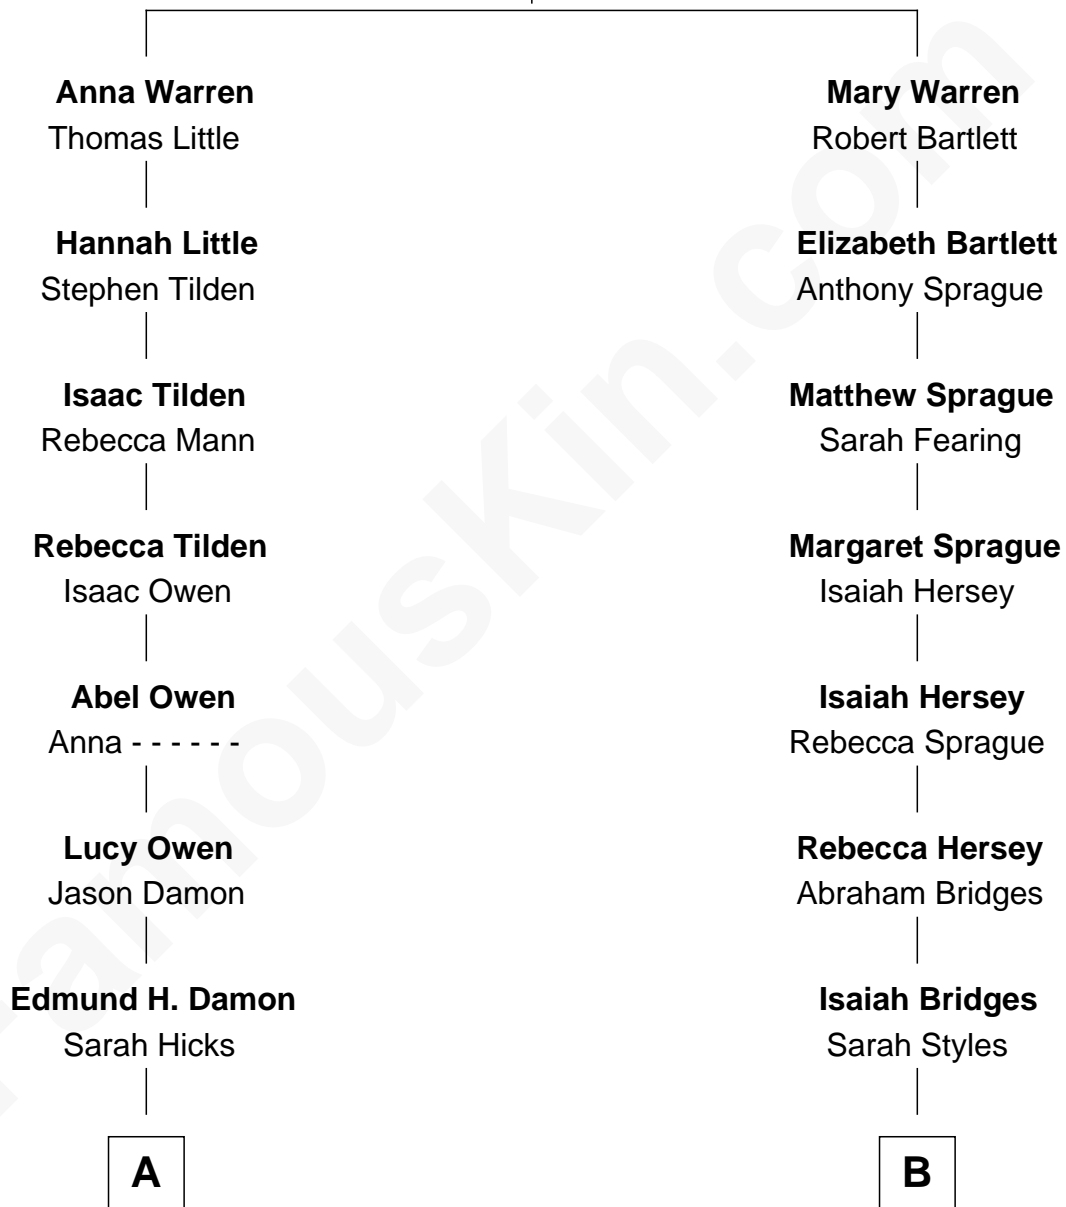 Anna Warren
Thomas Little
Hannah Little
Stephen Tilden
Isaac Tilden
Rebecca Mann
Rebecca Tilden
Isaac Owen
Abel Owen
Anna - - - - - -
Lucy Owen
Jason Damon
Edmund H. Damon
Sarah Hicks
A
Mary Warren
Robert Bartlett
Elizabeth Bartlett
Anthony Sprague
Matthew Sprague
Sarah Fearing
Margaret Sprague
Isaiah Hersey
Isaiah Hersey
Rebecca Sprague
Rebecca Hersey
Abraham Bridges
Isaiah Bridges
Sarah Styles
B
FamousKin.com